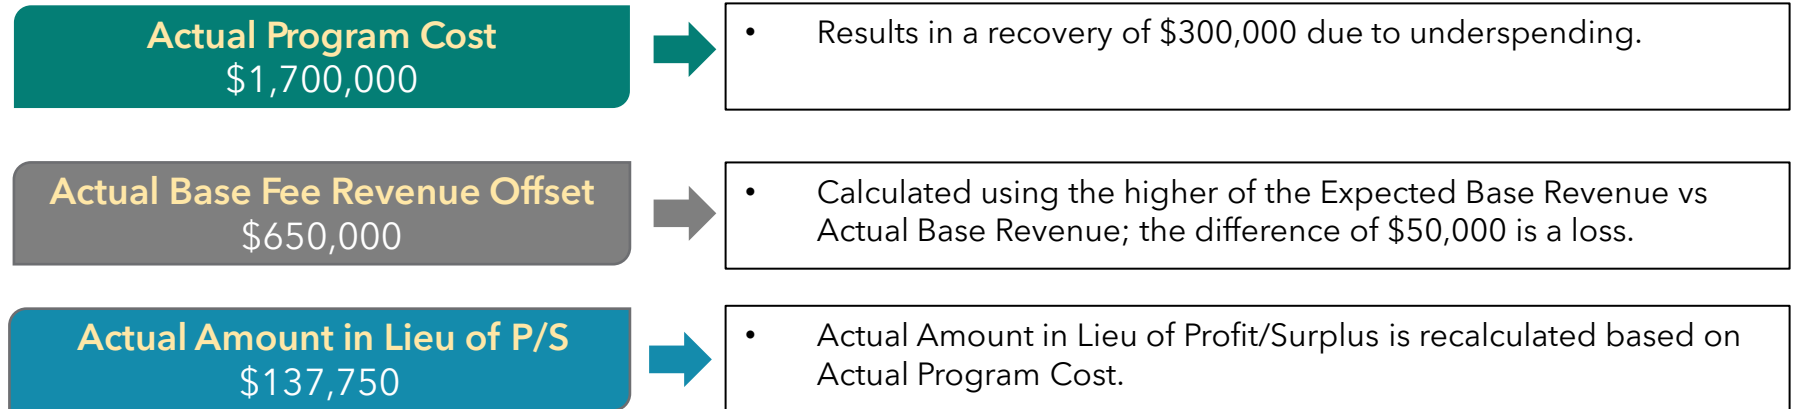 Actual Program Cost
$1,700,000
• Results in a recovery of $300,000 due to underspending.
Actual Base Fee Revenue Offset
$650,000
• Calculated using the higher of the Expected Base Revenue vs
Actual Base Revenue; the difference of $50,000 is a loss.
Actual Amount in Lieu of P/S
$137,750
• Actual Amount in Lieu of Profit/Surplus is recalculated based on
Actual Program Cost.